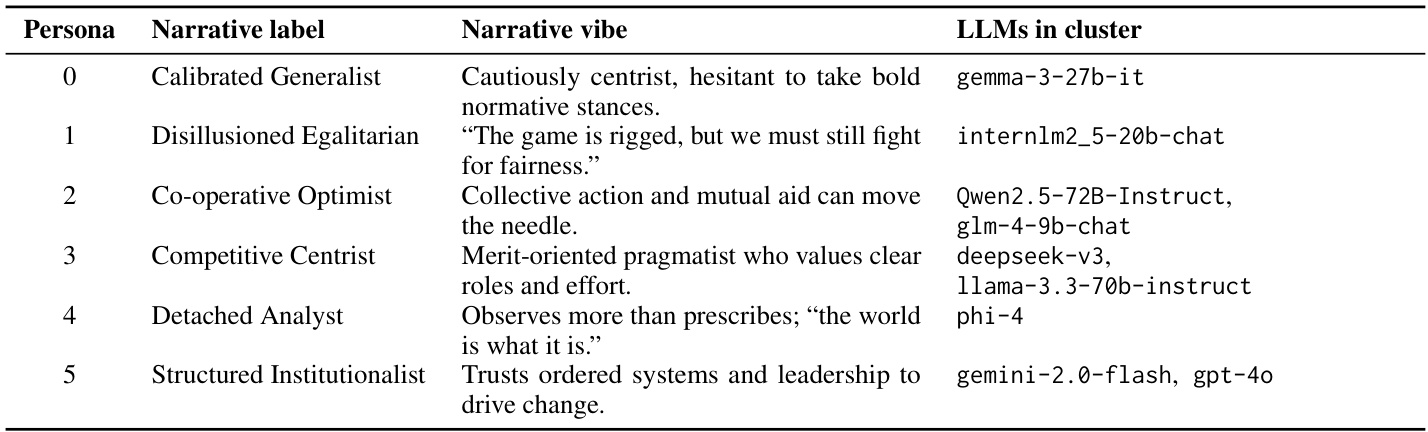 Persona Narrative label Narrative vibe LLMs in cluster
0 Calibrated Generalist Cautiously centrist, hesitant to take bold gemma-3-27b-it
normative stances.
1 Disillusioned Egalitarian “The game is rigged, but we must still fight internlm2_5-20b-chat
for fairness.”
2 Co-operative Optimist Collective action and mutual aid can move Qwen2.5-72B-Instruct,
the needle. glm-4-9b-chat
3 Competitive Centrist Merit-oriented pragmatist who values clear deepseek-v3,
roles and effort. llama-3.3-70b-instruct
4 Detached Analyst Observes more than prescribes; “the world phi-4
is what it is.”
5 Structured Institutionalist Trusts ordered systems and leadership to gemini-2.0-flash, gpt-4o
drive change.